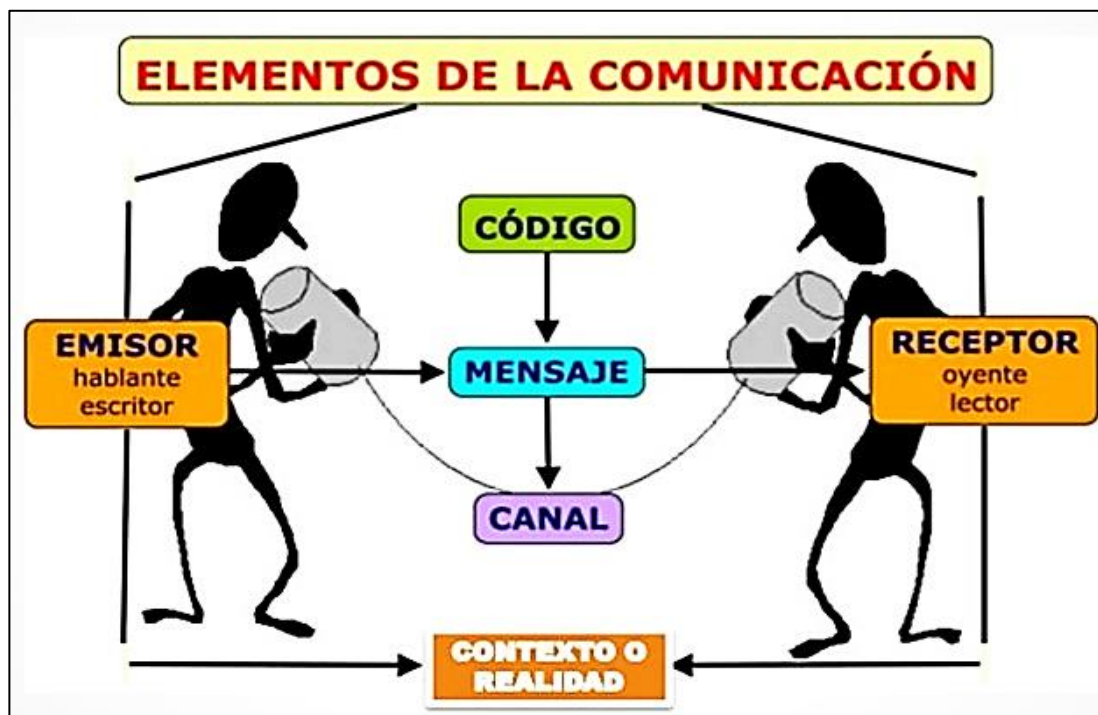 ELEMENTOS DE LA COMUNICACIÓN
CÓDIGO
EMISOR
hablante
escritor
MENSAJE
RECEPTOR
oyente
lector
CANAL
CONTEXTO O
REALIDAD